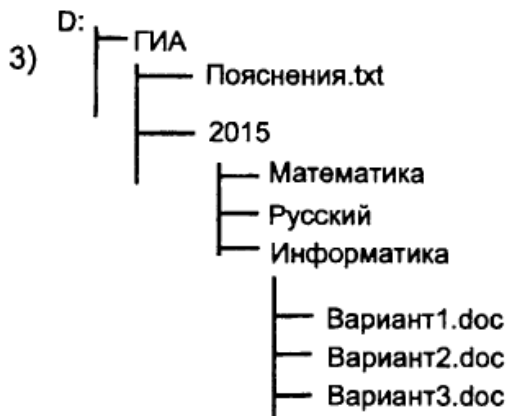 D:
ГИА
3)
Пояснения.txt
2015
Математика
Русский
Информатика
Вариант1.doc
Вариант2.doc
Вариант3.doc